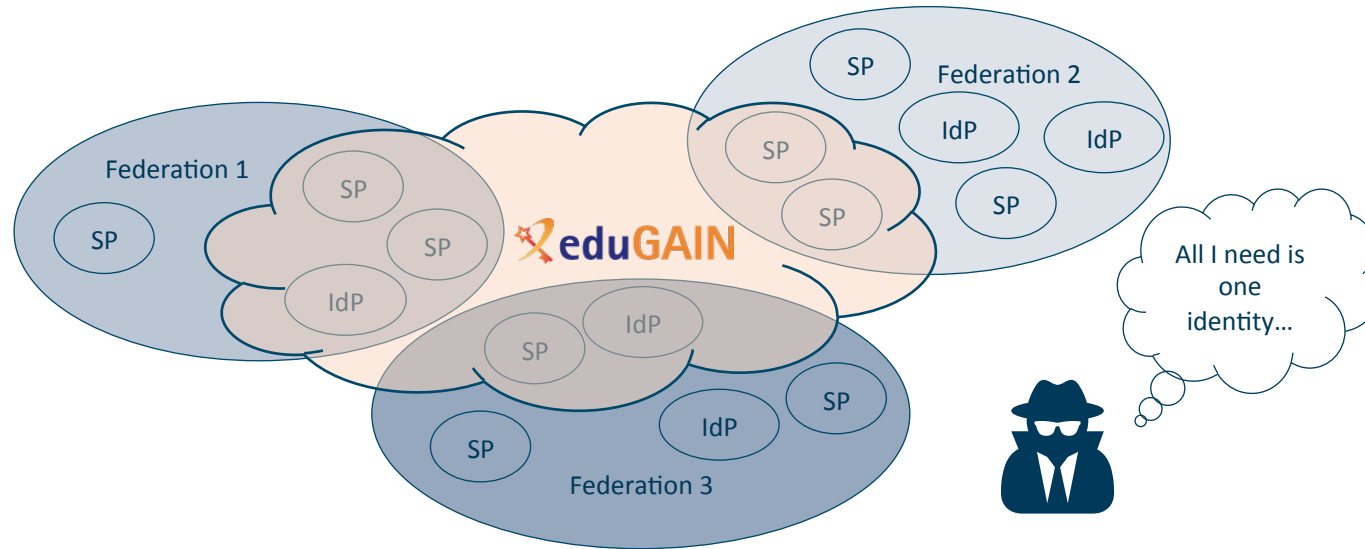 Federation 1
SP
SP
SP
IdP
eduGAIN
SP
Federation 2
IdP
IdP
SP
SP
SP
SP
IdP
SP
IdP
SP
Federation 3
All I need is
one
identity...